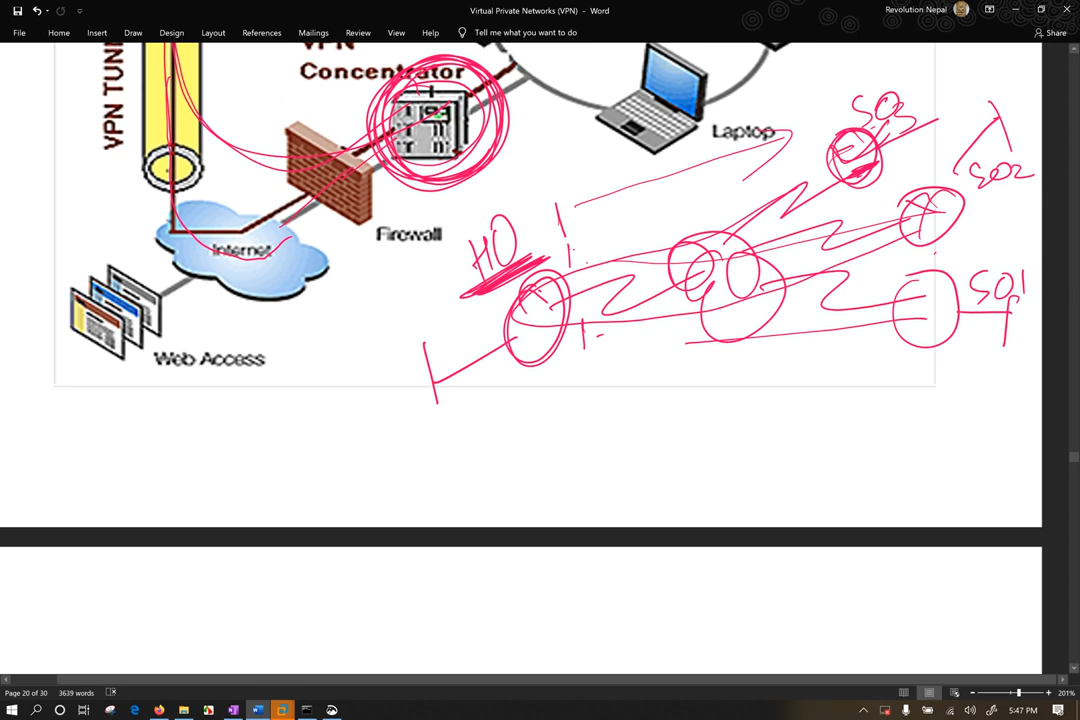 Virtual Private Networks (VPN) - Word
Revolution Nepal
File Home Insert Draw Design Layout References Mailings Review View Help Tell me what you want to do
Share
VPN TUN
VPN
Concentrator
Laptop
SO3
SO2
Firewall
HO
Internet
SO1
Web Access
Page 20 of 30 3639 words
201%
5:47 PM